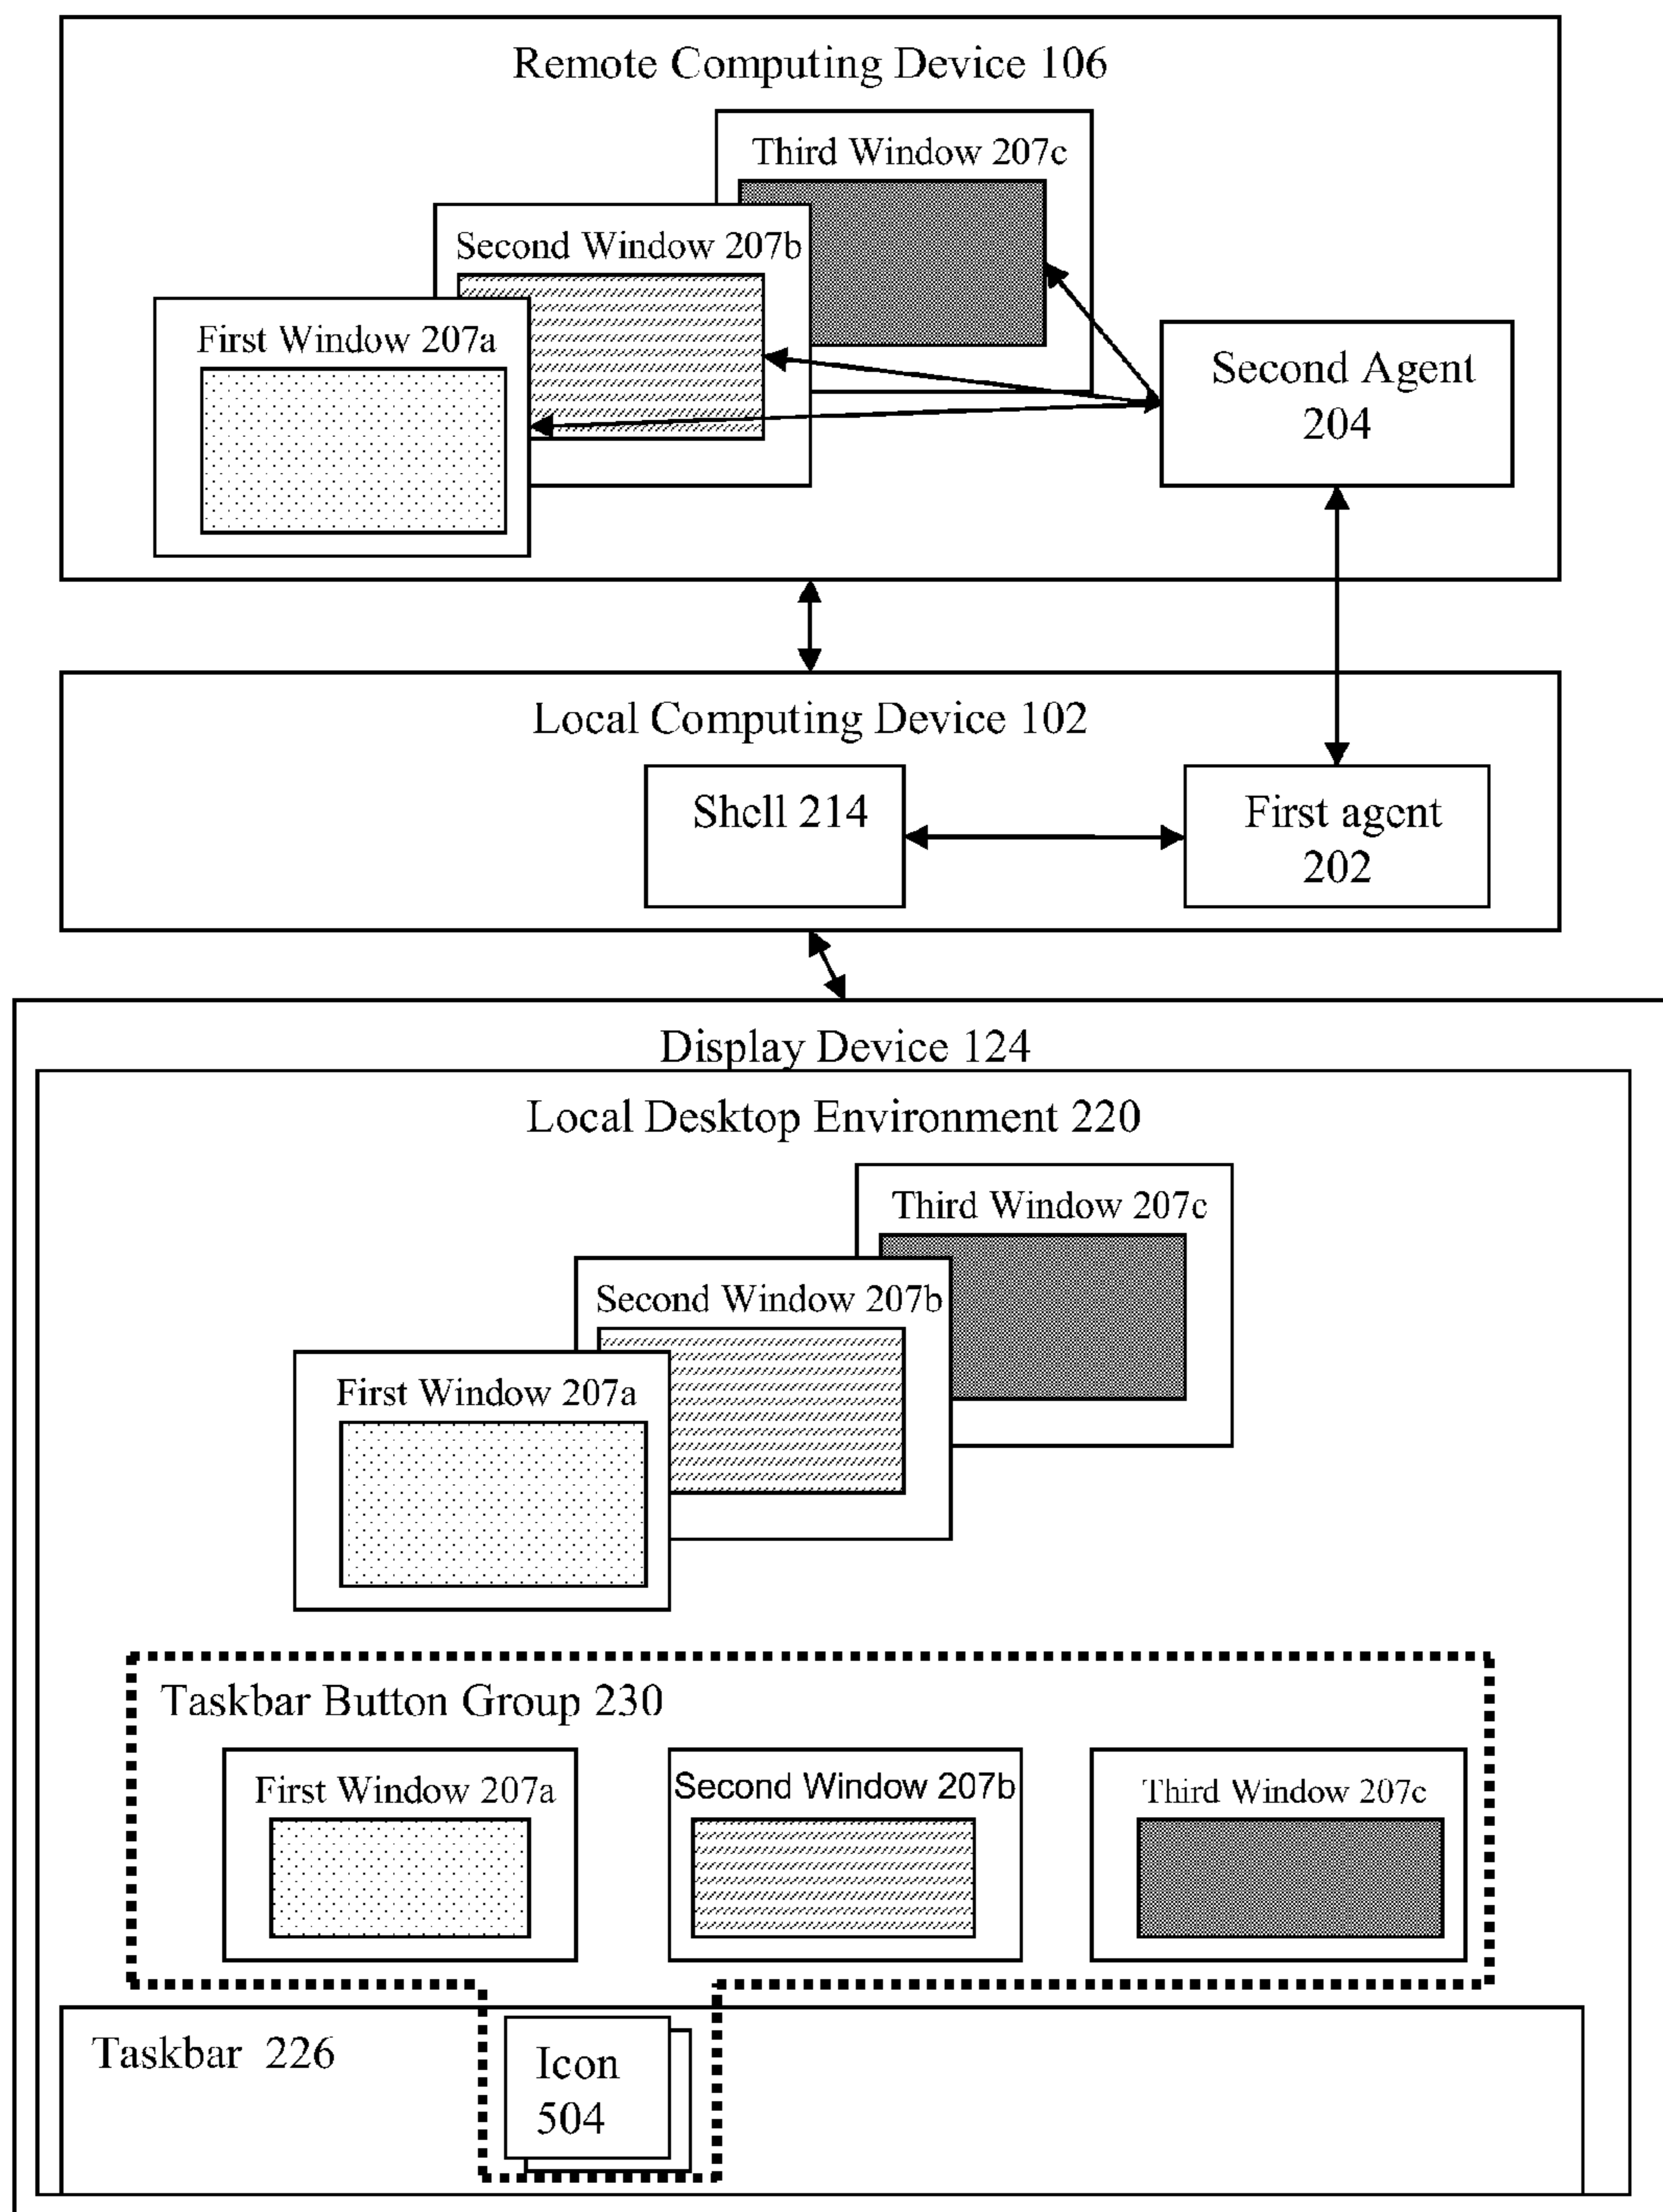 Remote Computing Device 106
Third Window 207c
Second Window 207b
First Window 207a
Second Agent
204
Local Computing Device 102
Shell 214
First agent
202
Display Device 124
Local Desktop Environment 220
Third Window 207c
Second Window 207b
First Window 207a
Taskbar Button Group 230
First Window 207a
Second Window 207b
Third Window 207c
Taskbar 226
Icon
504